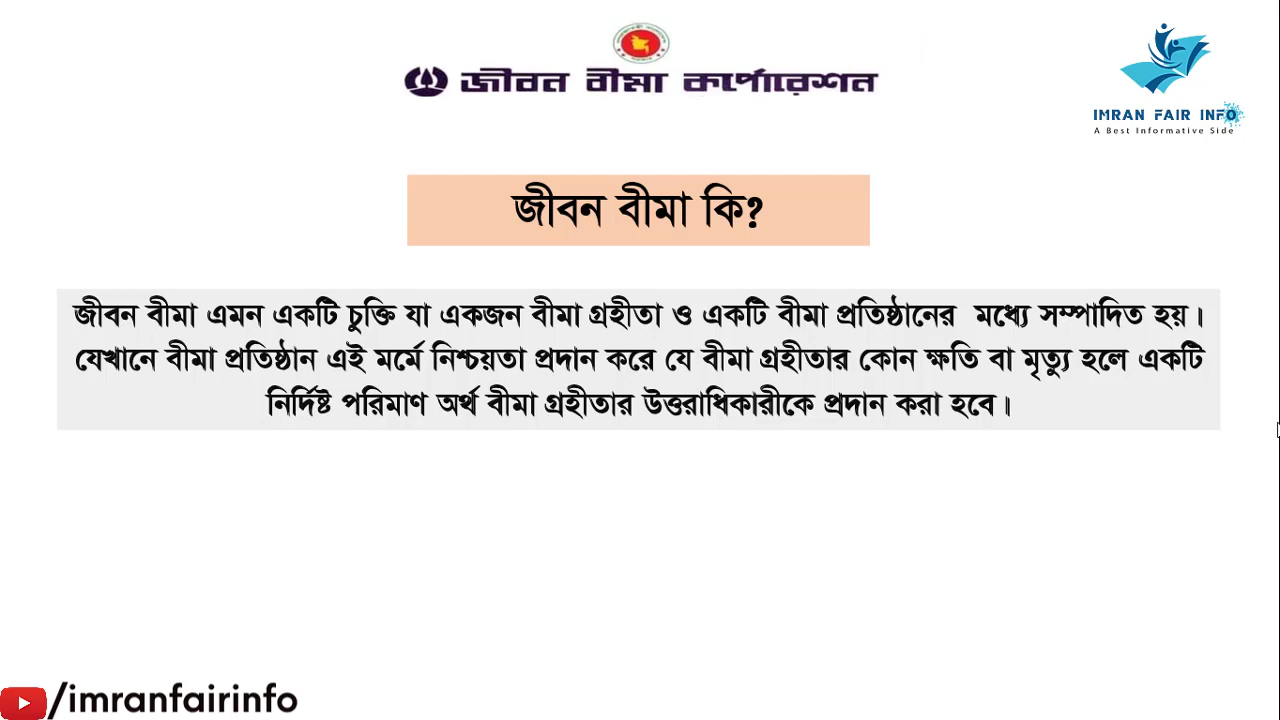 জীবন বীমা কর্পোরেশন
IMRAN FAIR INFO
A Best Informative Side
জীবন বীমা কি?
জীবন বীমা এমন একটি চুক্তি যা একজন বীমা গ্রহীতা ও একটি বীমা প্রতিষ্ঠানের মধ্যে সম্পাদিত হয়।
যেখানে বীমা প্রতিষ্ঠান এই মর্মে নিশ্চয়তা প্রদান করে যে বীমা গ্রহীতার কোন ক্ষতি বা মৃত্যু হলে একটি
নির্দিষ্ট পরিমাণ অর্থ বীমা গ্রহীতার উত্তরাধিকারীকে প্রদান করা হবে।
/imranfairinfo